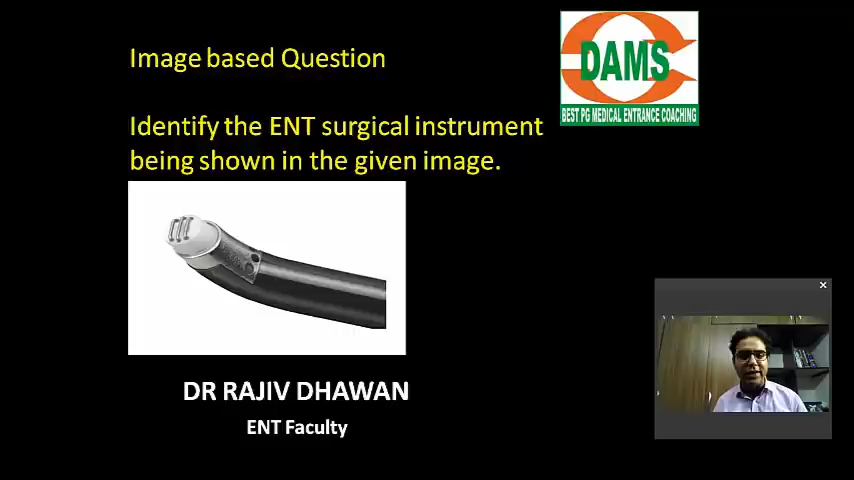 Image based Question
DAMS
BEST PG MEDICAL ENTRANCE COACHING
Identify the ENT surgical instrument
being shown in the given image.
DR RAJIV DHAWAN
ENT Faculty